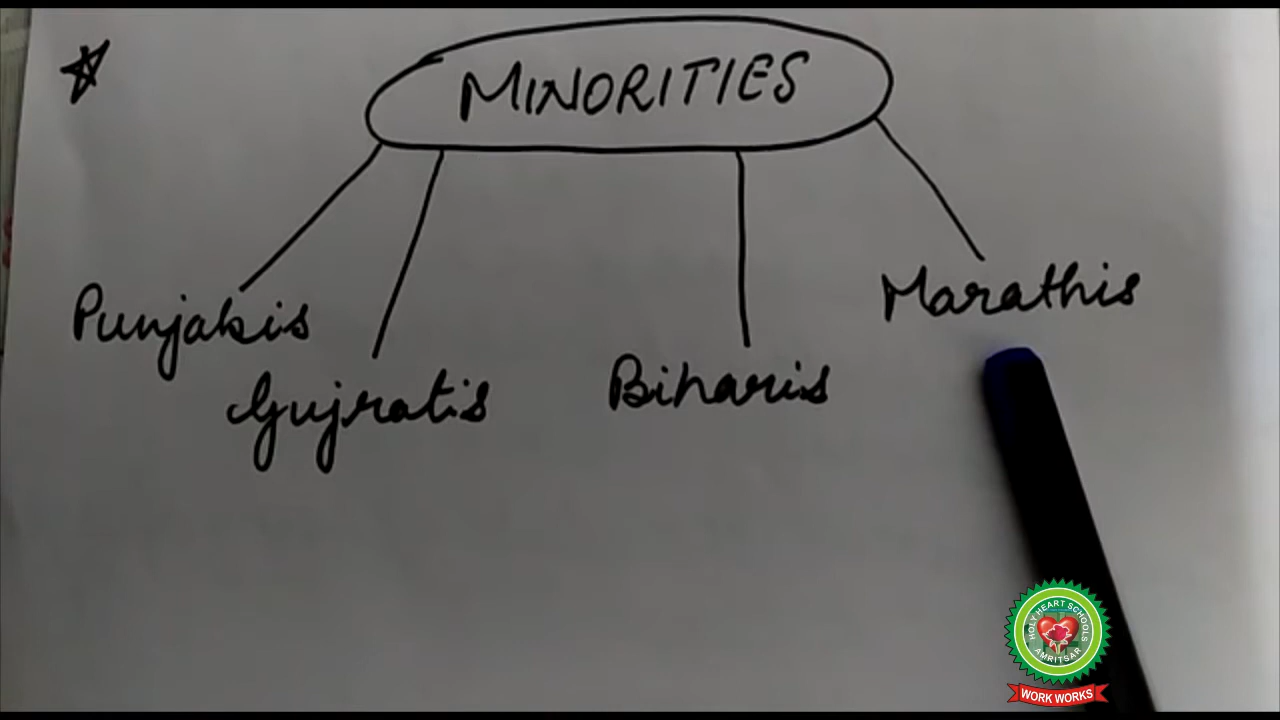 MINORITIES
Punjabis
Gujratis
Biharis
Marathis
HOLY HEART SCHOOLS
AMRITSAR
WORK WORKS